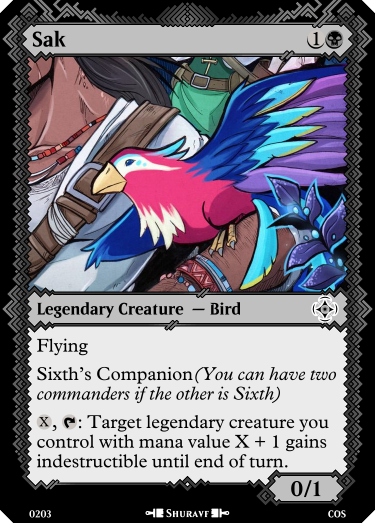 Sak 1
Legendary Creature — Bird
Flying
Sixth's Companion(You can have two
commanders if the other is Sixth)
X, : Target legendary creature you
control with mana value X + 1 gains
indestructible until end of turn.
0/1
0203 SHURAYF COS